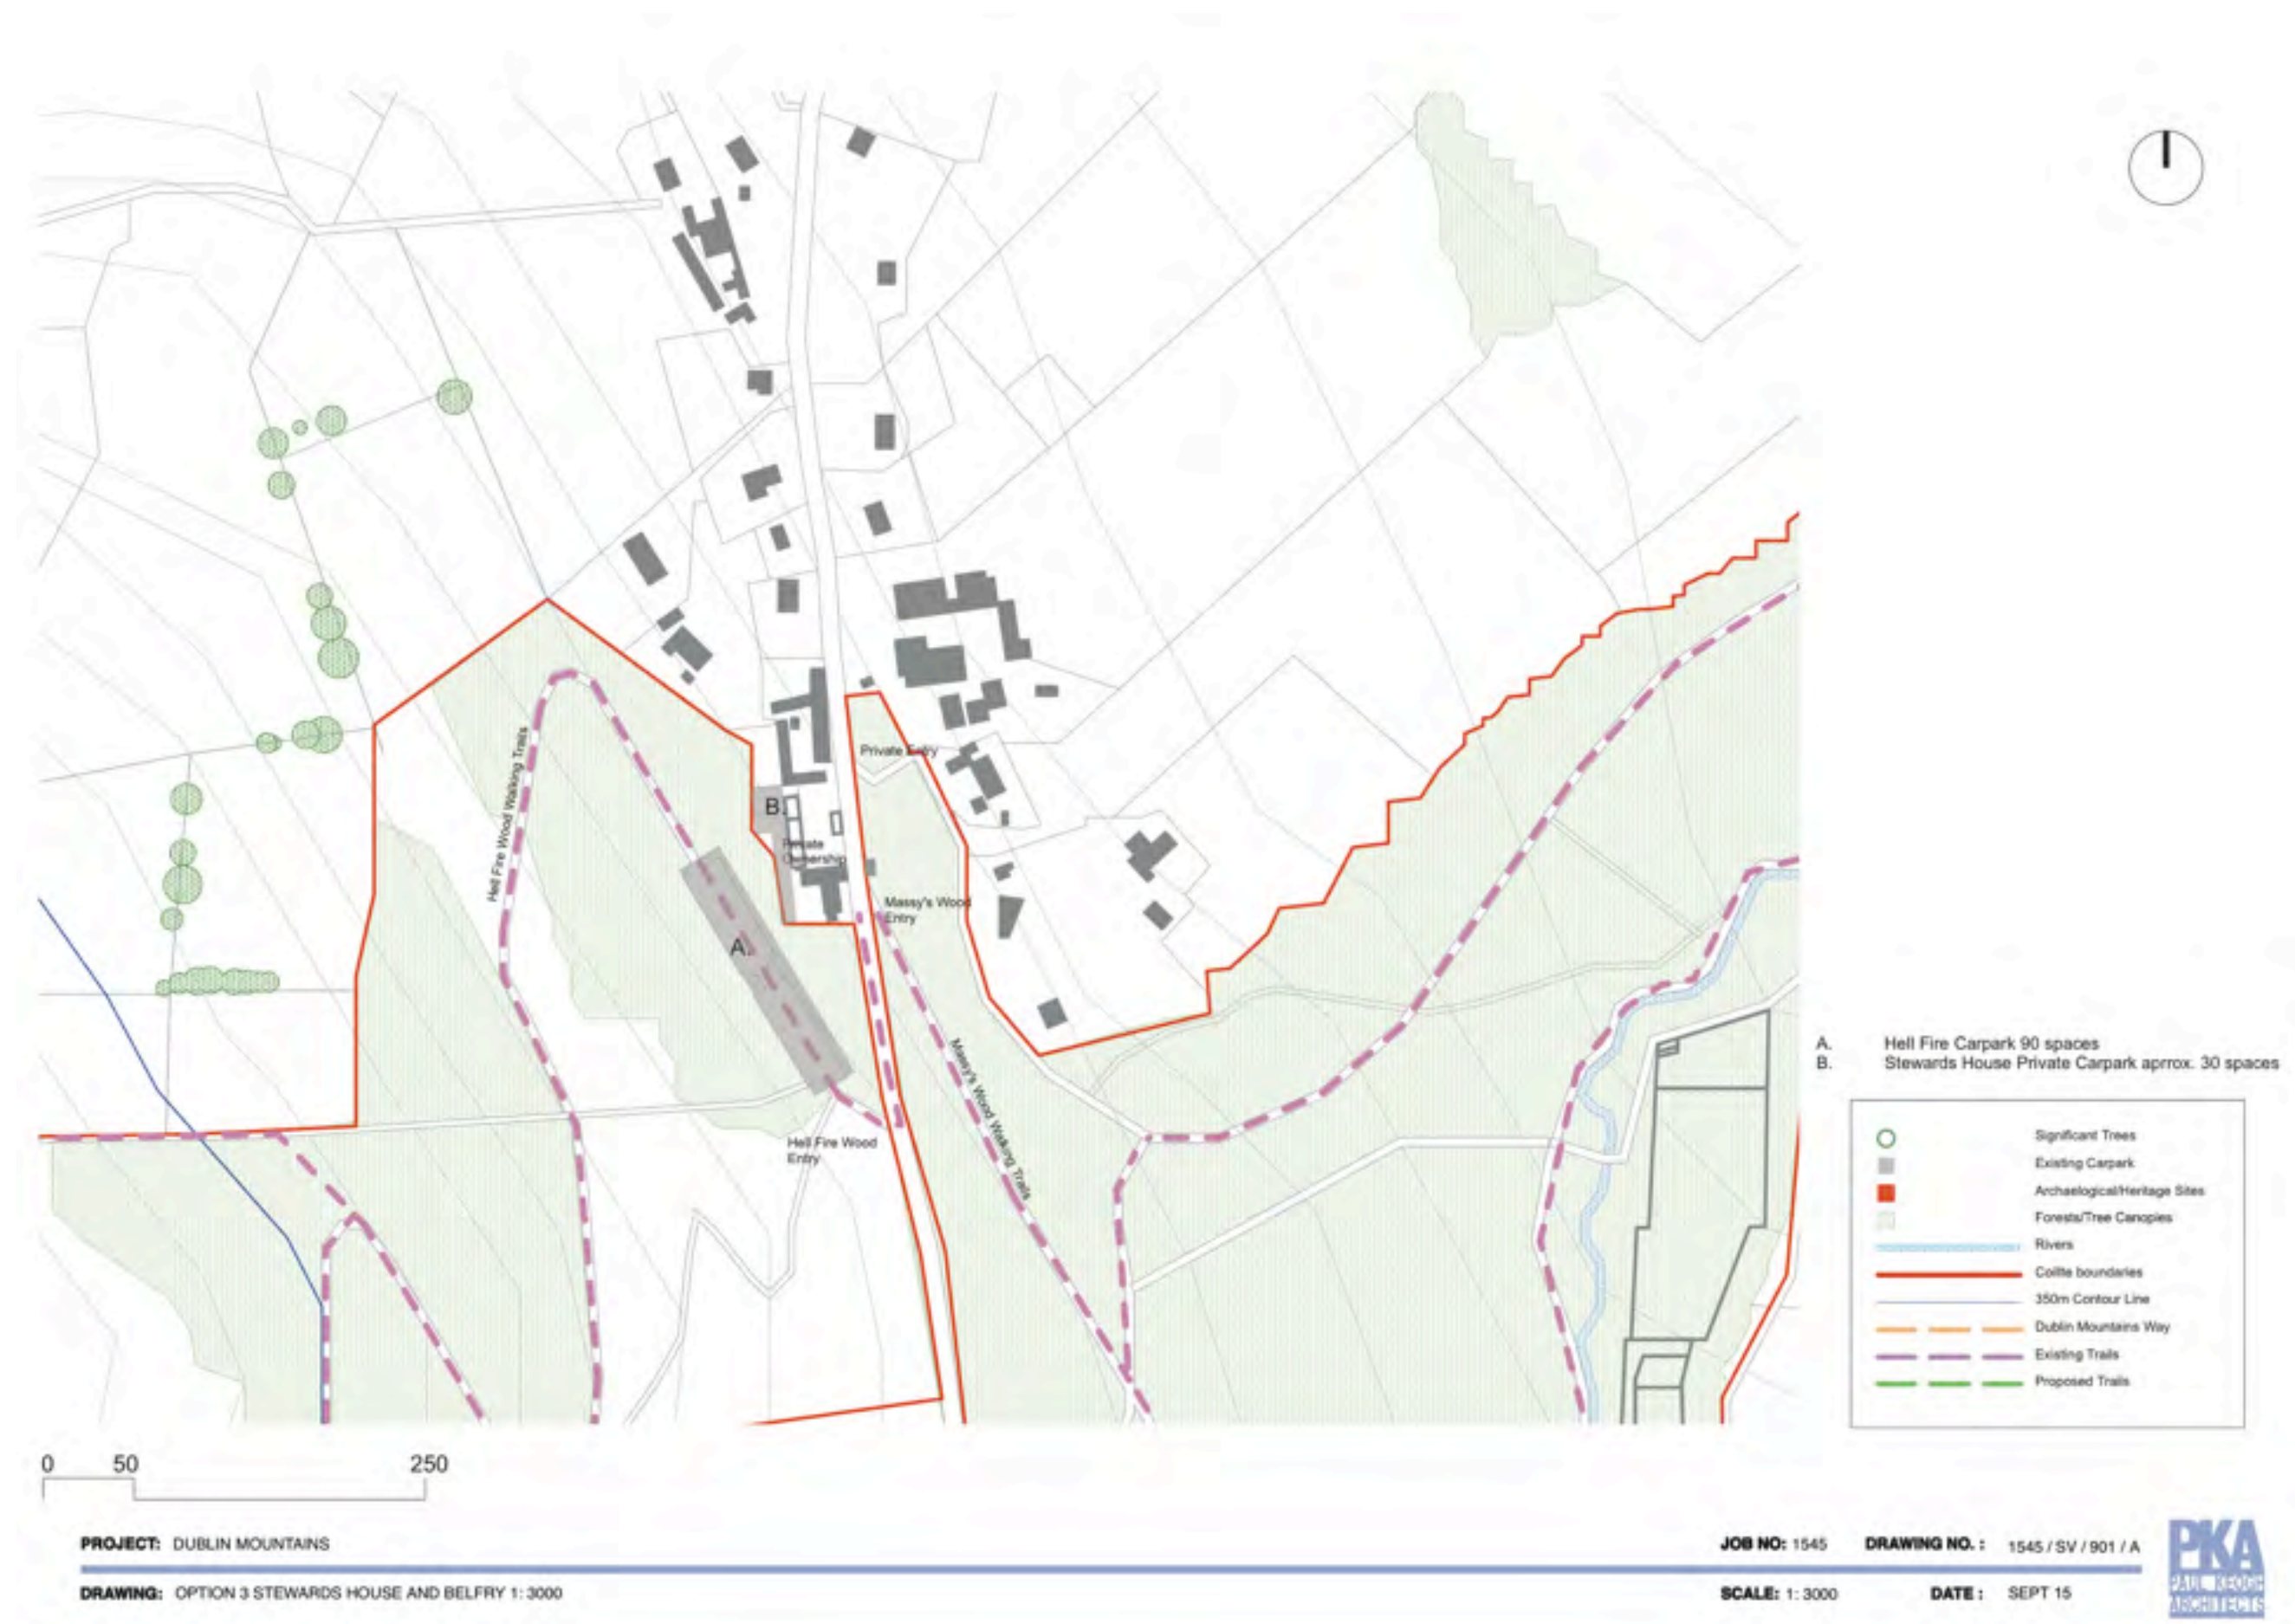 Hell Fire Wood Walking Trails
Private Entry
B.
Private
Ownership
Massy's Wood
Entry
A.
Massy's Wood Walking Trails
Hell Fire Wood
Entry
A. Hell Fire Carpark 90 spaces
B. Stewards House Private Carpark aprrox. 30 spaces
Significant Trees
Existing Carpark
Archaelogical/Heritage Sites
Forests/Tree Canopies
Rivers
Coillte boundaries
350m Contour Line
Dublin Mountains Way
Existing Trails
Proposed Trails
0 50 250
PROJECT: DUBLIN MOUNTAINS
JOB NO: 1545 DRAWING NO. : 1545 / SV / 901 / A
DRAWING: OPTION 3 STEWARDS HOUSE AND BELFRY 1: 3000
SCALE: 1: 3000 DATE : SEPT 15
PKA
PAUL KEOGH
ARCHITECTS